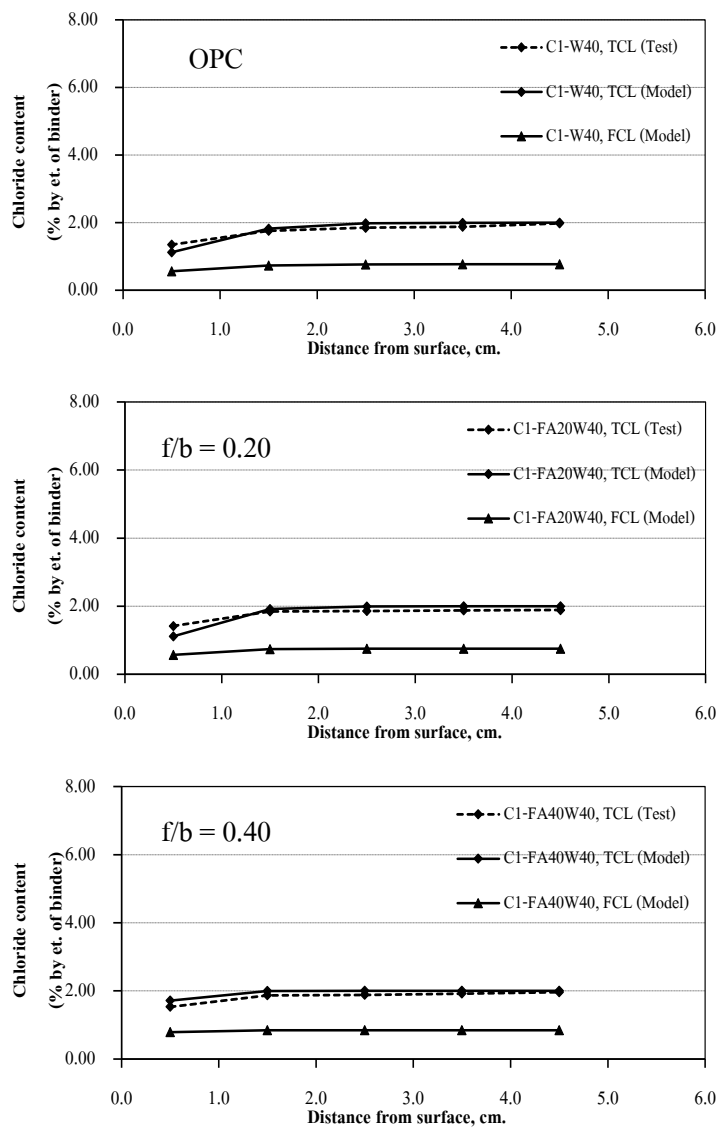 8.00
6.00
4.00
2.00
0.00
Chloride content
(% by et. of binder)
OPC
C1-W40, TCL (Test)
C1-W40, TCL (Model)
C1-W40, FCL (Model)
0.0 1.0 2.0 3.0 4.0 5.0 6.0
Distance from surface, cm.
8.00
6.00
4.00
2.00
0.00
Chloride content
(% by et. of binder)
f/b = 0.20
C1-FA20W40, TCL (Test)
C1-FA20W40, TCL (Model)
C1-FA20W40, FCL (Model)
0.0 1.0 2.0 3.0 4.0 5.0 6.0
Distance from surface, cm.
8.00
6.00
4.00
2.00
0.00
Chloride content
(% by et. of binder)
f/b = 0.40
C1-FA40W40, TCL (Test)
C1-FA40W40, TCL (Model)
C1-FA40W40, FCL (Model)
0.0 1.0 2.0 3.0 4.0 5.0 6.0
Distance from surface, cm.